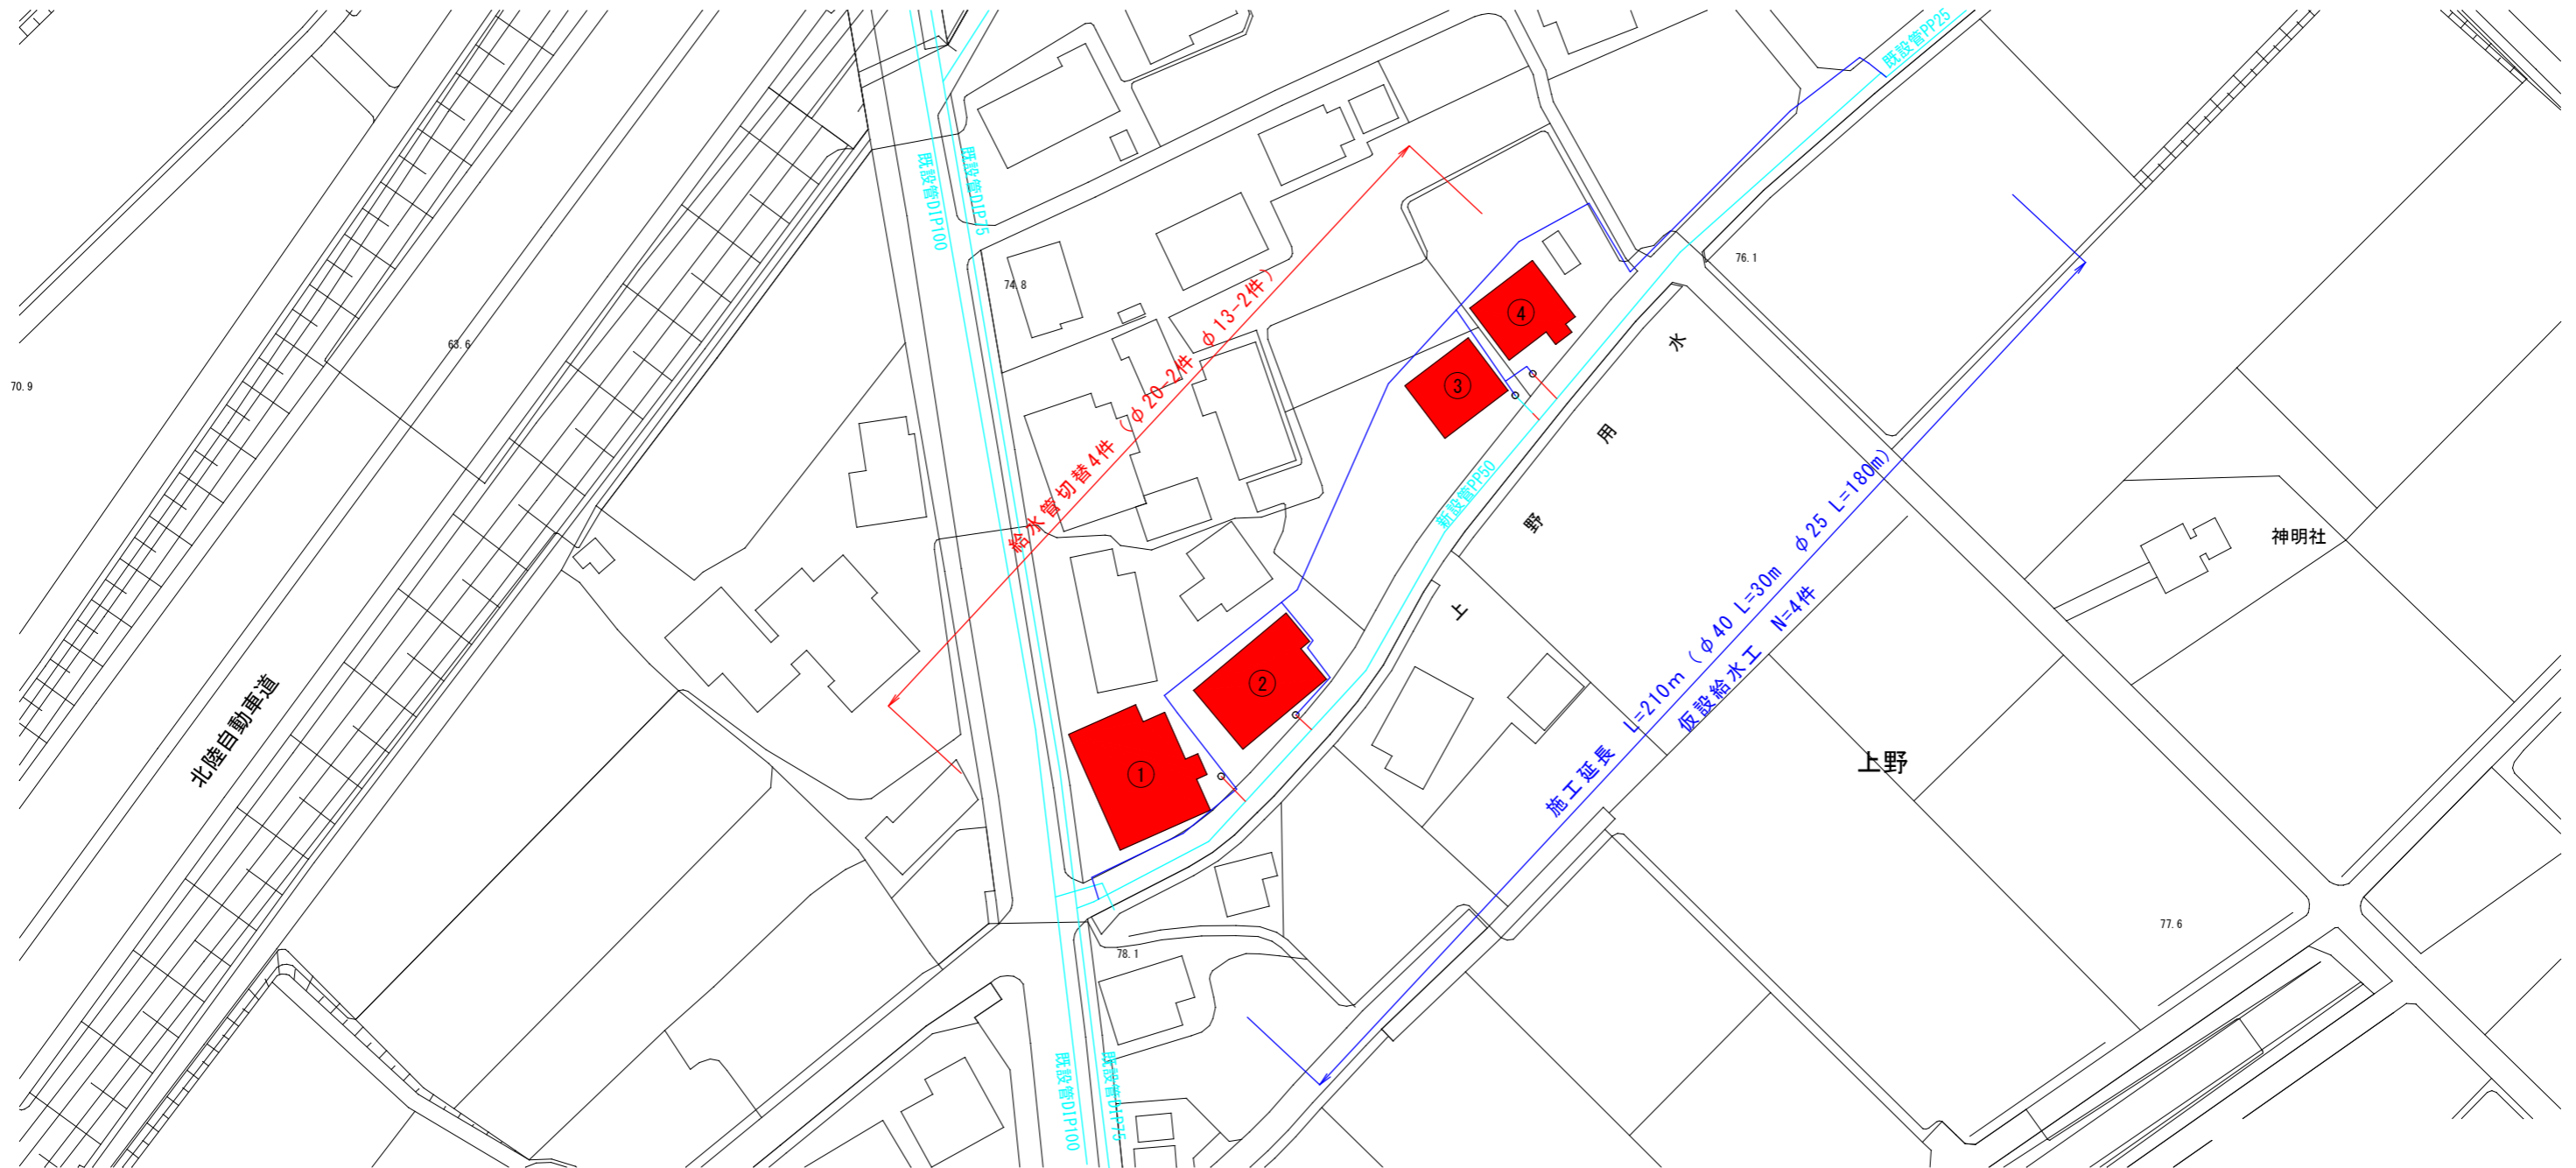 既設管PP25
既設管DIP75
既設管DIP100
76.1
74.8
63.6
70.9
給水管切替4件 (φ20-2件 φ13-2件)
④
③
②
①
新設管PP50
上野用水
施工延長 L=210m (φ40 L=30m φ25 L=180m)
仮設給水工 N=4件
神明社
上野
北陸自動車道
77.6
78.1
既設管DIP100
既設管DIP75